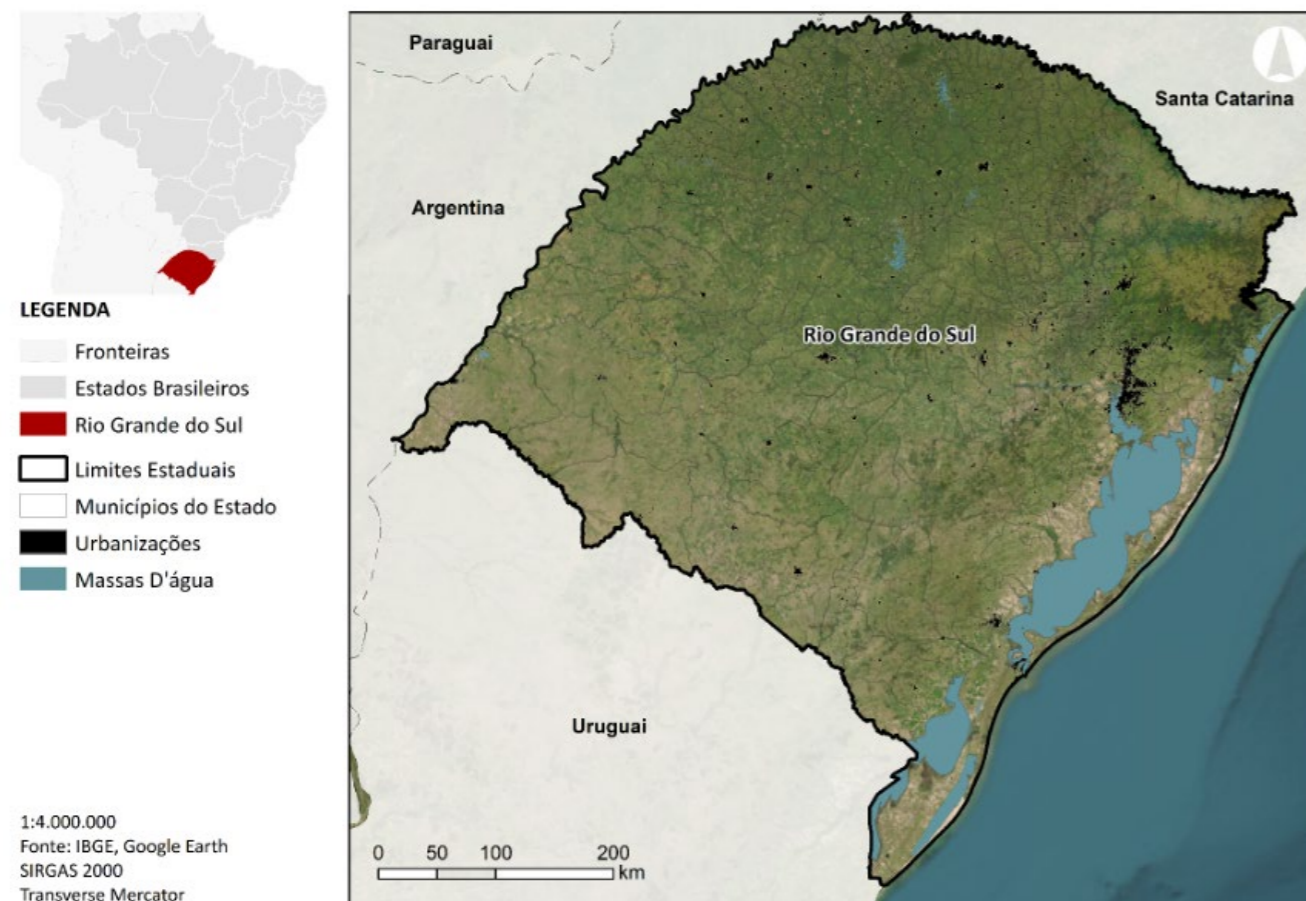 Paraguai
Santa Catarina
Argentina
LEGENDA
Fronteiras
Estados Brasileiros
Rio Grande do Sul
Limites Estaduais
Municípios do Estado
Urbanizações
Massas D'água
Rio Grande do Sul
Uruguai
1:4.000.000
Fonte: IBGE, Google Earth
SIRGAS 2000
Transverse Mercator
0 50 100 200
km